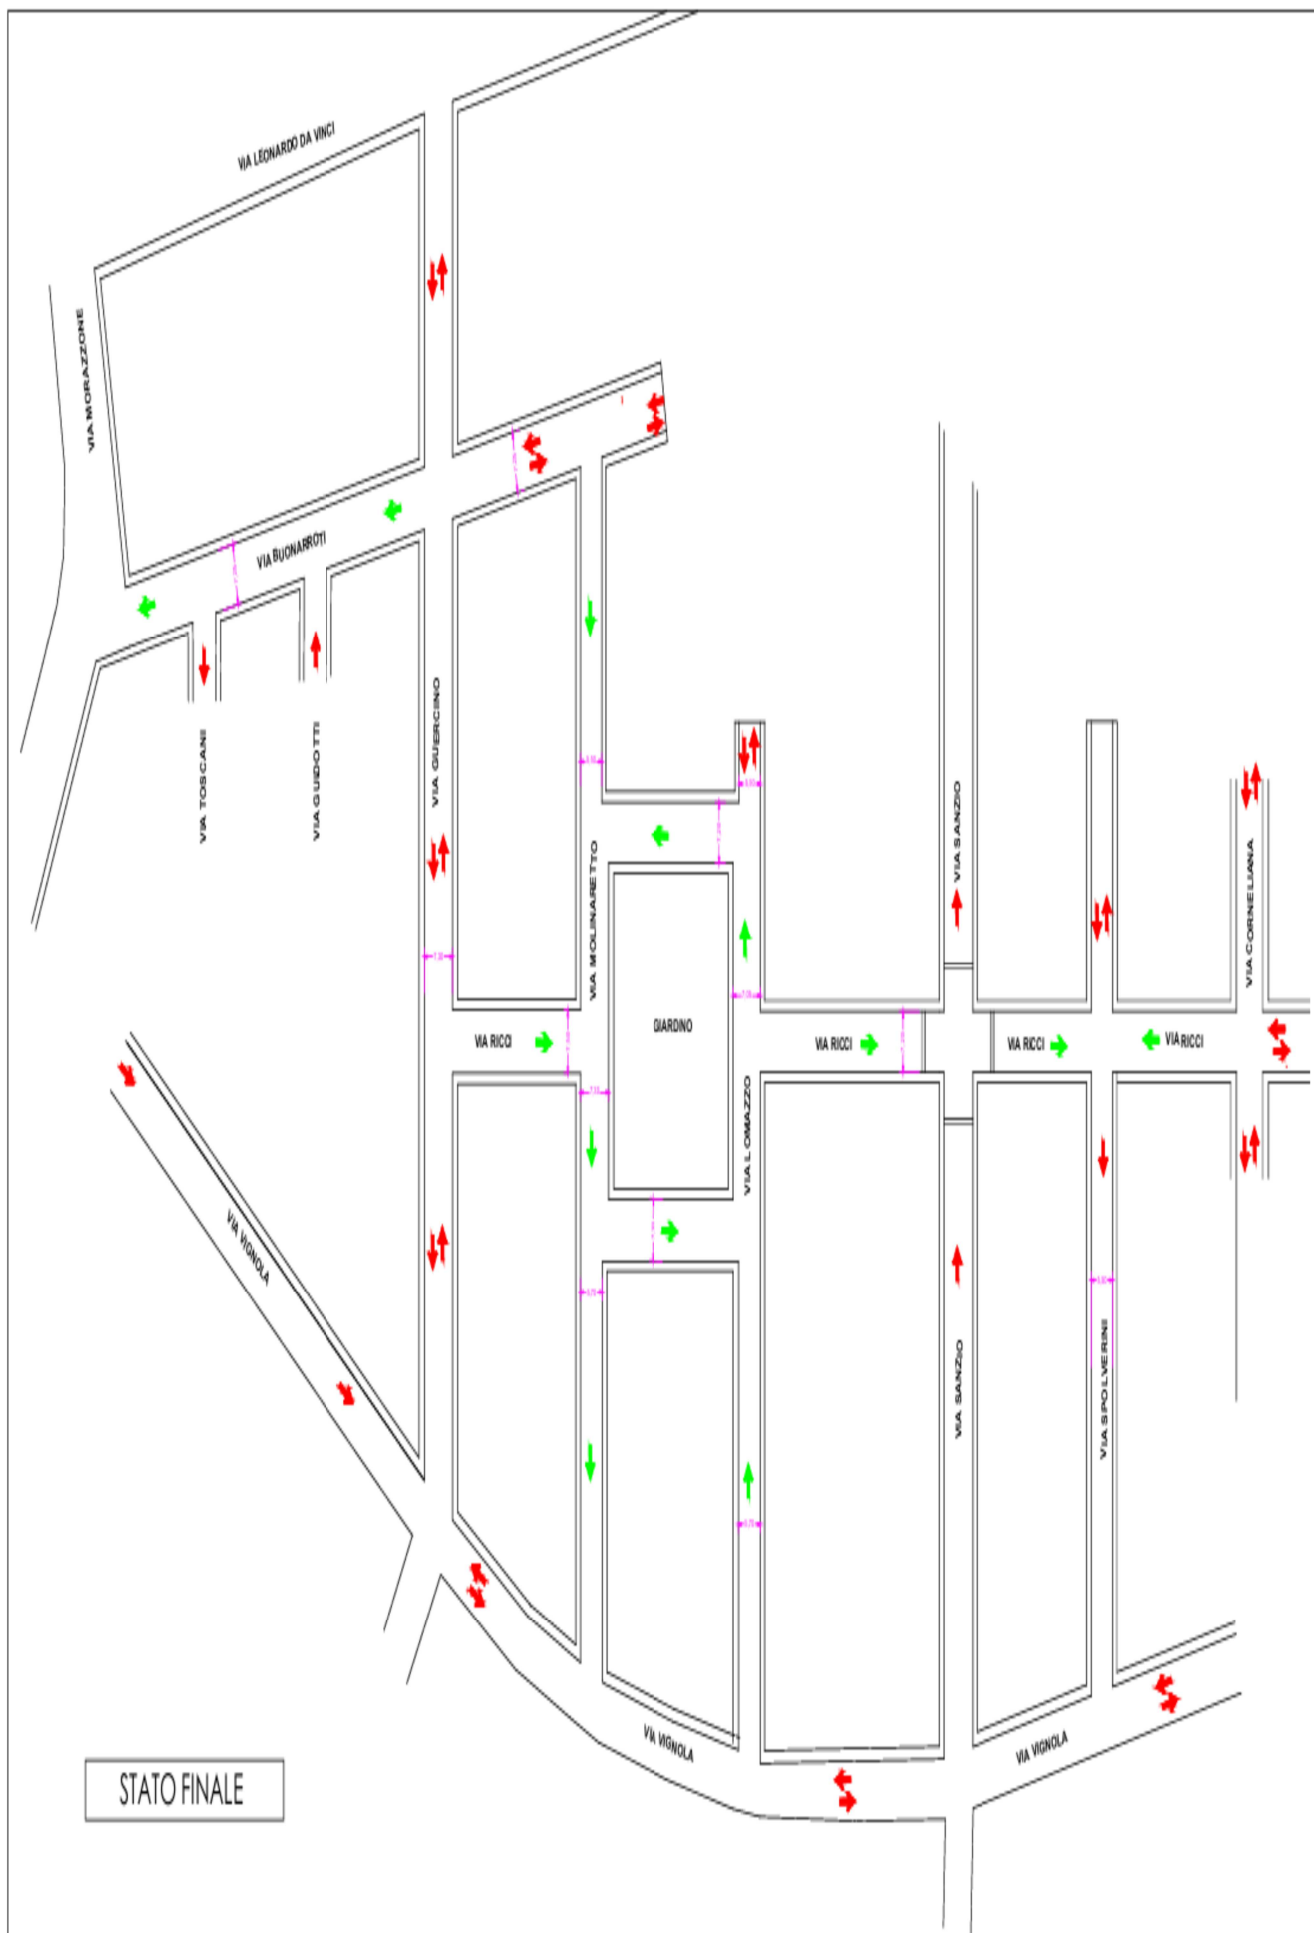 VIA LEONARDO DA VINCI
VIA MORAZZONE
VIA BUONARROTI
VIA TOSCANI
VIA GUIDOTTI
VIA GUERCINO
VIA MOLINARETTO
VIA SANZIO
VIA CORNELIANA
GIARDINO
VIA RICCI
VIA RICCI
VIA RICCI
VIA RICCI
VIA LOMAZZO
VIA VIGNOLA
VIA SANZIO
VIA SPOLVERINI
VIA VIGNOLA
VIA VIGNOLA
STATO FINALE